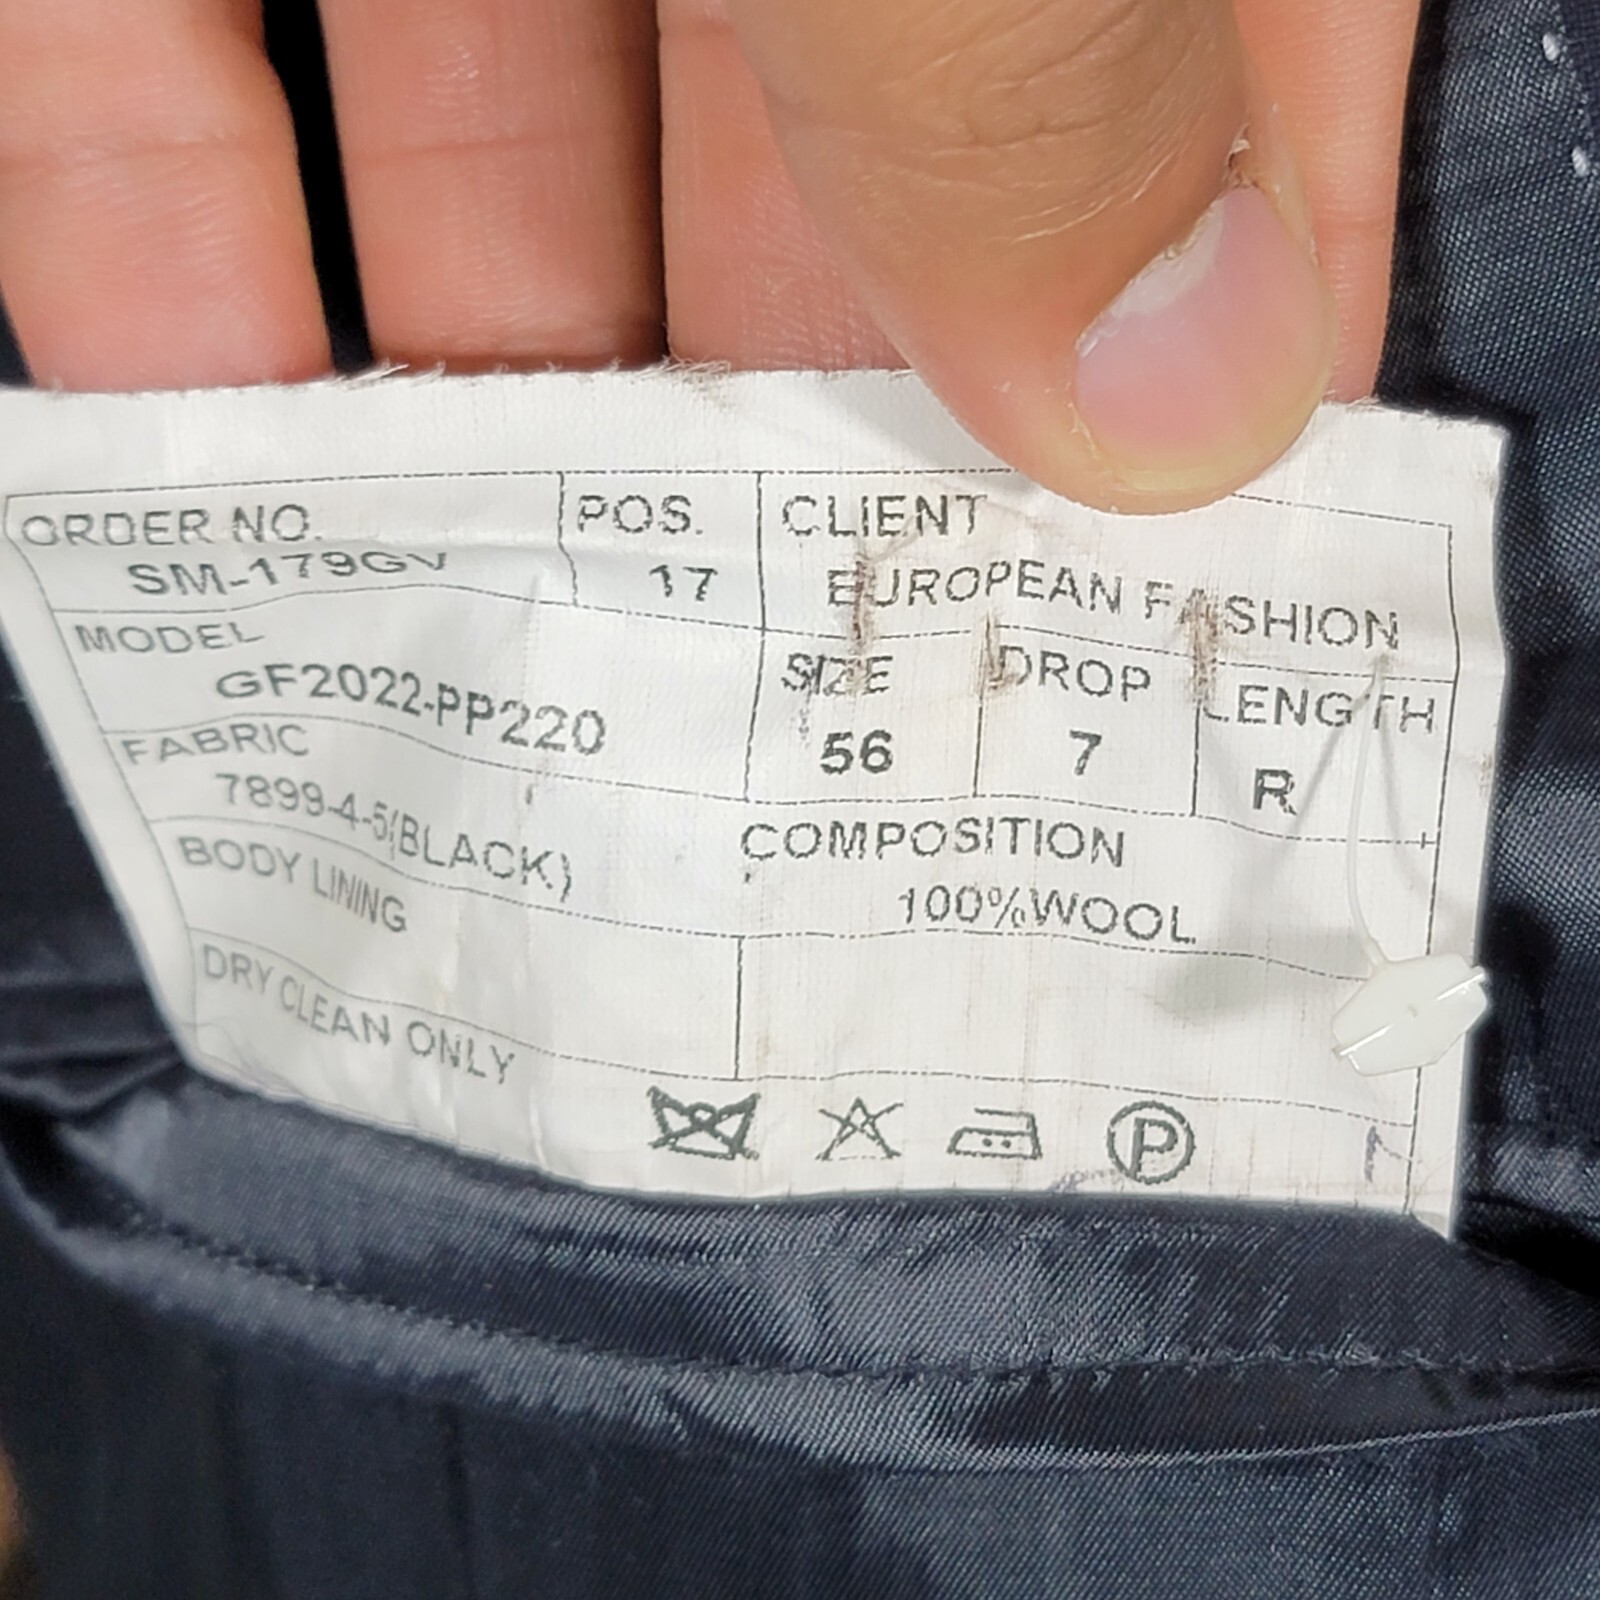 ORDER NO.
SM-179GV
POS.
17
CLIENT
EUROPEAN FASHION
MODEL
GF2022-PP220
SIZE
56
DROP
7
LENGTH
R
FABRIC
7899-4-5(BLACK)
COMPOSITION
100%WOOL
BODY LINING
DRY CLEAN ONLY
P
7